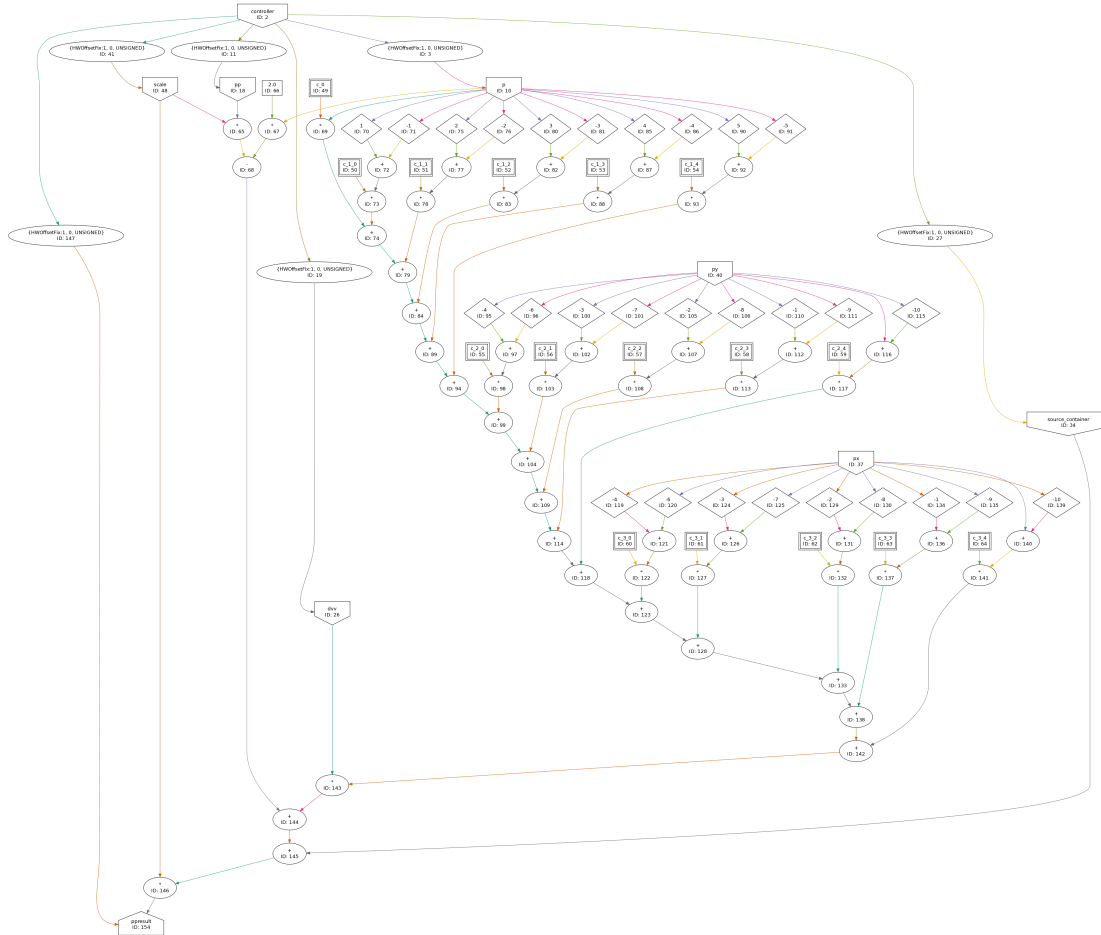 controller
ID: 2
{HWOffsetFix:1, 0, UNSIGNED}
ID: 41
{HWOffsetFix:1, 0, UNSIGNED}
ID: 11
{HWOffsetFix:1, 0, UNSIGNED}
ID: 3
scale
ID: 48
pp
ID: 18
2.0
ID: 66
c_0
ID: 49
p
ID: 10
*
ID: 65
*
ID: 67
*
ID: 69
1
ID: 70
-1
ID: 71
2
ID: 75
-2
ID: 76
3
ID: 80
-3
ID: 81
4
ID: 85
-4
ID: 86
5
ID: 90
-5
ID: 91
-
ID: 68
c_1_0
ID: 50
+
ID: 72
c_1_1
ID: 51
+
ID: 77
c_1_2
ID: 52
+
ID: 82
c_1_3
ID: 53
+
ID: 87
c_1_4
ID: 54
+
ID: 92
*
ID: 73
*
ID: 78
*
ID: 83
*
ID: 88
*
ID: 93
{HWOffsetFix:1, 0, UNSIGNED}
ID: 147
+
ID: 74
{HWOffsetFix:1, 0, UNSIGNED}
ID: 27
{HWOffsetFix:1, 0, UNSIGNED}
ID: 19
+
ID: 79
py
ID: 40
+
ID: 84
-4
ID: 95
-6
ID: 96
-3
ID: 100
-7
ID: 101
-2
ID: 105
-8
ID: 106
-1
ID: 110
-9
ID: 111
-10
ID: 115
+
ID: 89
c_2_0
ID: 55
+
ID: 97
c_2_1
ID: 56
+
ID: 102
c_2_2
ID: 57
+
ID: 107
c_2_3
ID: 58
+
ID: 112
c_2_4
ID: 59
+
ID: 116
+
ID: 94
*
ID: 98
*
ID: 103
*
ID: 108
*
ID: 113
*
ID: 117
+
ID: 99
source_container
ID: 34
+
ID: 104
px
ID: 37
+
ID: 109
-4
ID: 119
-6
ID: 120
-3
ID: 124
-7
ID: 125
-2
ID: 129
-8
ID: 130
-1
ID: 134
-9
ID: 135
-10
ID: 139
+
ID: 114
c_3_0
ID: 60
+
ID: 121
c_3_1
ID: 61
+
ID: 126
c_3_2
ID: 62
+
ID: 131
c_3_3
ID: 63
+
ID: 136
c_3_4
ID: 64
+
ID: 140
+
ID: 118
*
ID: 122
*
ID: 127
*
ID: 132
*
ID: 137
*
ID: 141
dvv
ID: 26
+
ID: 123
+
ID: 128
+
ID: 133
+
ID: 138
+
ID: 142
*
ID: 143
+
ID: 144
+
ID: 145
*
ID: 146
ppresult
ID: 154